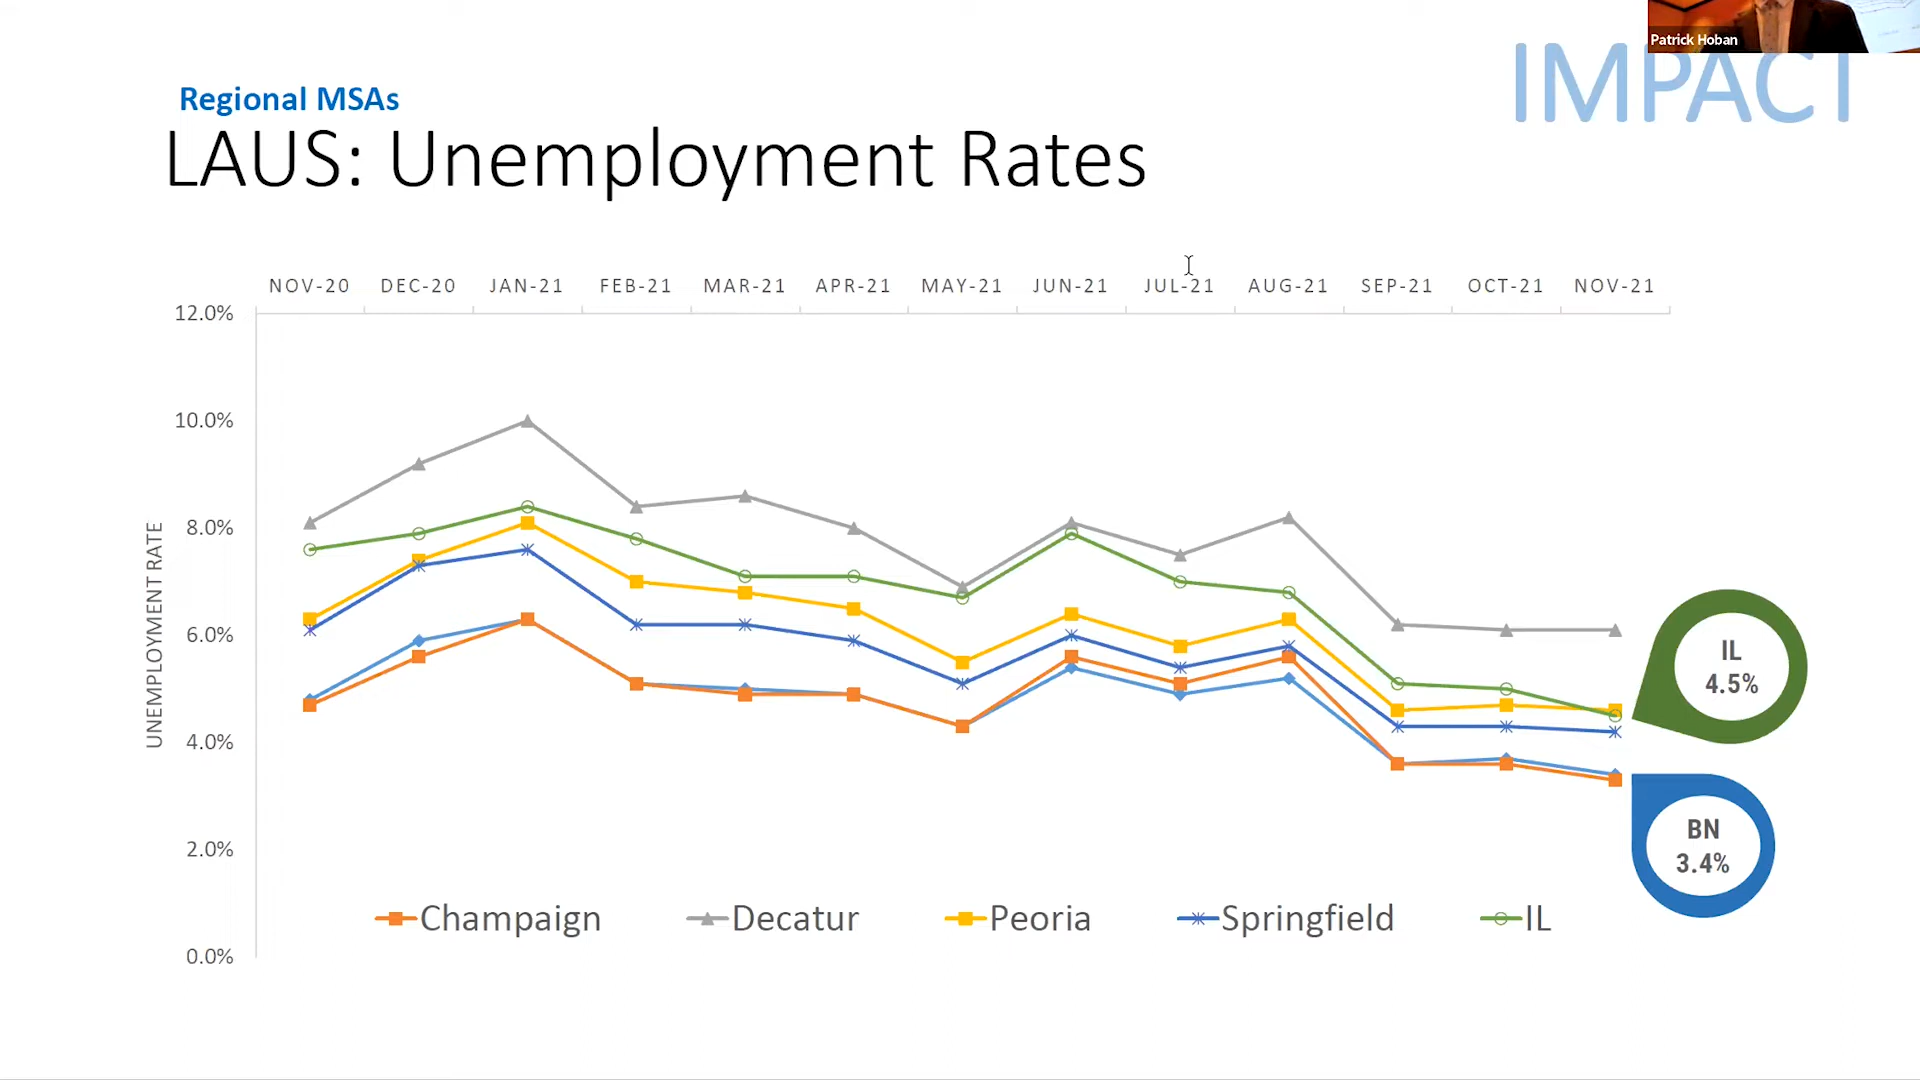 Patrick Hoban
IMPACT
Regional MSAs
LAUS: Unemployment Rates
NOV-20 DEC-20 JAN-21 FEB-21 MAR-21 APR-21 MAY-21 JUN-21 JUL-21 AUG-21 SEP-21 OCT-21 NOV-21
12.0%
10.0%
8.0%
6.0%
4.0%
2.0%
0.0%
UNEMPLOYMENT RATE
IL
4.5%
BN
3.4%
Champaign Decatur Peoria Springfield IL